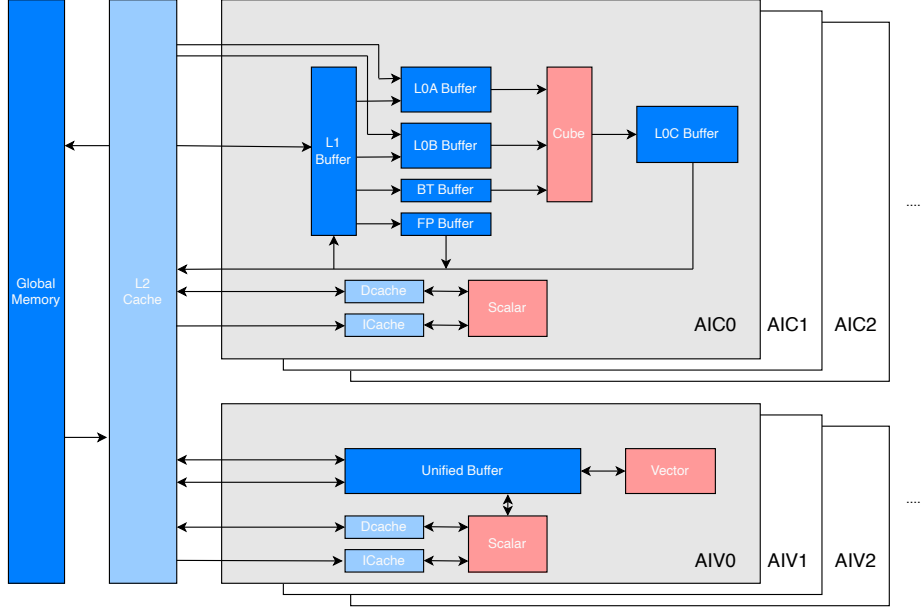 Global
Memory
L2
Cache
L1
Buffer
L0A Buffer
L0B Buffer
BT Buffer
FP Buffer
Cube
L0C Buffer
Dcache
ICache
Scalar
AIC0
AIC1
AIC2
....
Unified Buffer
Vector
Dcache
ICache
Scalar
AIV0
AIV1
AIV2
....